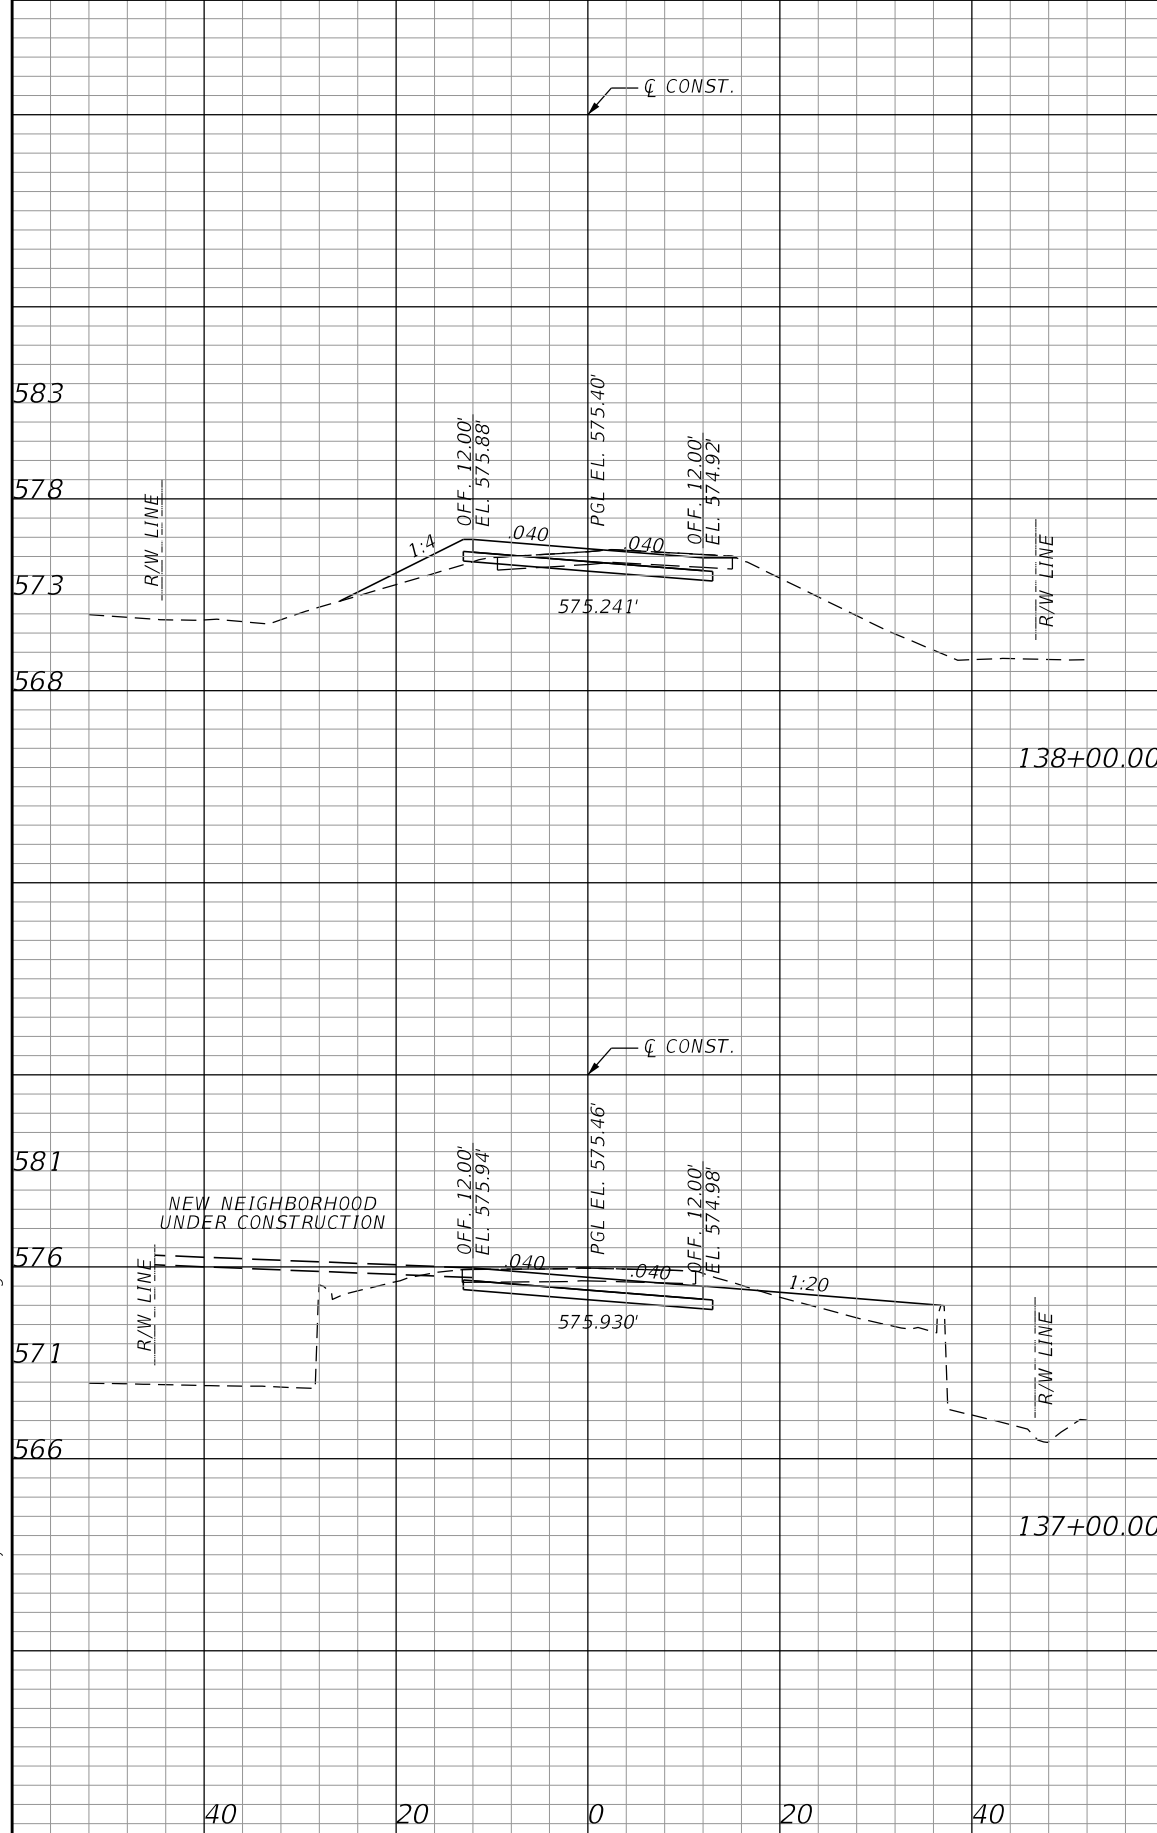 ℄ CONST.
583
578
573
568
R/W LINE
OFF. 12.00'
EL. 575.88'
PGL EL. 575.40'
OFF. 12.00'
EL. 574.92'
R/W LINE
1:4
.040
.040
575.241'
138+00.00
℄ CONST.
581
576
571
566
NEW NEIGHBORHOOD
UNDER CONSTRUCTION
R/W LINE
OFF. 12.00'
EL. 575.94'
PGL EL. 575.46'
OFF. 12.00'
EL. 574.98'
R/W LINE
.040
.040
1:20
575.930'
137+00.00
40 20 0 20 40